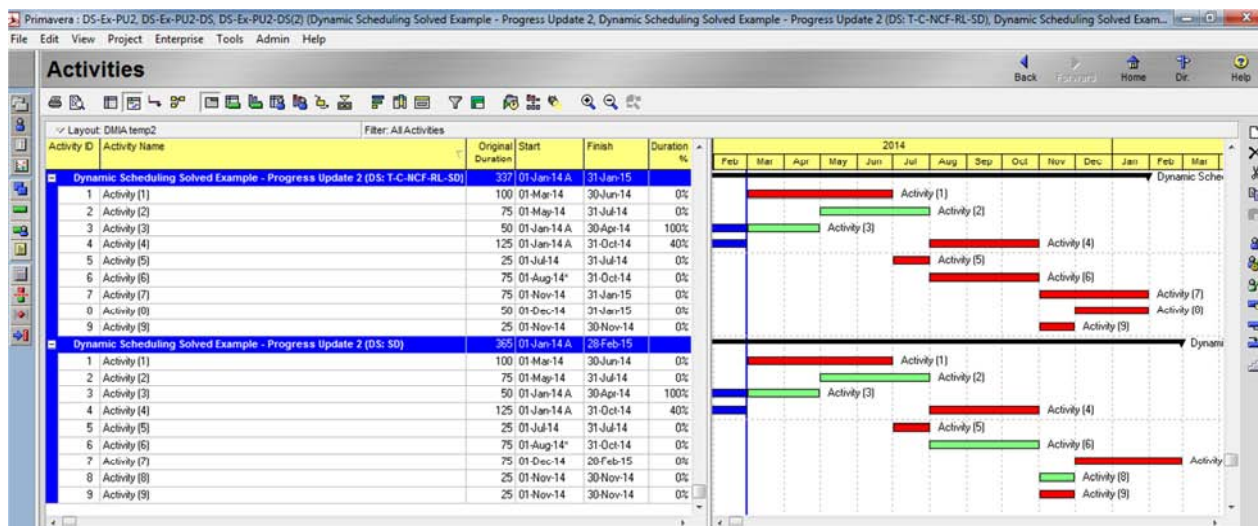 Primavera : DS-Ex-PU2, DS-Ex-PU2-DS, DS-Ex-PU2-DS(2) (Dynamic Scheduling Solved Example - Progress Update 2, Dynamic Scheduling Solved Example - Progress Update 2 (DS: T-C-NCF-RL-SD), Dynamic Scheduling Solved Exam...
File Edit View Project Enterprise Tools Admin Help
Activities
Back Forward Home Dir. Help
Layout: DMIA temp2 Filter: All Activities
Activity ID Activity Name Original Duration Start Finish Duration % 2014
Feb Mar Apr May Jun Jul Aug Sep Oct Nov Dec Jan Feb Mar
Dynamic Scheduling Solved Example - Progress Update 2 (DS: T-C-NCF-RL-SD) 337 01-Jan-14 A 31-Jan-15 Dynamic Sche
1 Activity (1) 100 01-Mar-14 30-Jun-14 0% Activity (1)
2 Activity (2) 75 01-May-14 31-Jul-14 0% Activity (2)
3 Activity (3) 50 01-Jan-14 A 30-Apr-14 100% Activity (3)
4 Activity (4) 125 01-Jan-14 A 31-Oct-14 40% Activity (4)
5 Activity (5) 25 01-Jul-14 31-Jul-14 0% Activity (5)
6 Activity (6) 75 01-Aug-14* 31-Oct-14 0% Activity (6)
7 Activity (7) 75 01-Nov-14 31-Jan-15 0% Activity (7)
8 Activity (8) 50 01-Dec-14 31-Jan-15 0% Activity (8)
9 Activity (9) 25 01-Nov-14 30-Nov-14 0% Activity (9)
Dynamic Scheduling Solved Example - Progress Update 2 (DS: SD) 365 01-Jan-14 A 28-Feb-15 Dynami
1 Activity (1) 100 01-Mar-14 30-Jun-14 0% Activity (1)
2 Activity (2) 75 01-May-14 31-Jul-14 0% Activity (2)
3 Activity (3) 50 01-Jan-14 A 30-Apr-14 100% Activity (3)
4 Activity (4) 125 01-Jan-14 A 31-Oct-14 40% Activity (4)
5 Activity (5) 25 01-Jul-14 31-Jul-14 0% Activity (5)
6 Activity (6) 75 01-Aug-14* 31-Oct-14 0% Activity (6)
7 Activity (7) 75 01-Dec-14 28-Feb-15 0% Activity
8 Activity (8) 25 01-Nov-14 30-Nov-14 0% Activity (8)
9 Activity (9) 25 01-Nov-14 30-Nov-14 0% Activity (9)